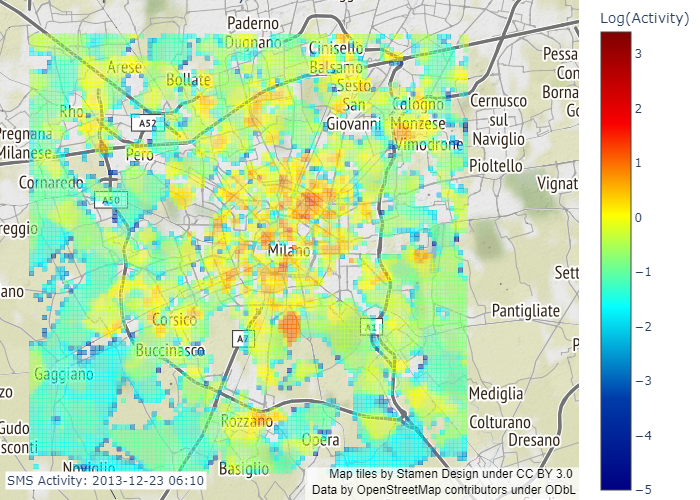 Log(Activity)
3
2
1
0
−1
−2
−3
−4
−5
Paderno
Dugnano
Cinisello
Balsamo
Arese
Bollate
Sesto
San
Giovanni
Rho
A52
Cologno
Monzese
Vimodrone
Cernusco
sul
Naviglio
Pessa
Con
Borna
Go
Pregnana
Milanese
Pero
Pioltello
Cornaredo
A50
Vignat
reggio
Milano
Sett
ano
Pantigliate
Corsico
A7
A1
Buccinasco
P
Gaggiano
zo
Mediglia
Rozzano
Colturano
Gudo
sconti
Opera
Dresano
Noviglio
Basiglio
SMS Activity: 2013-12-23 06:10
Map tiles by Stamen Design under CC BY 3.0
Data by OpenStreetMap contributors under ODbL